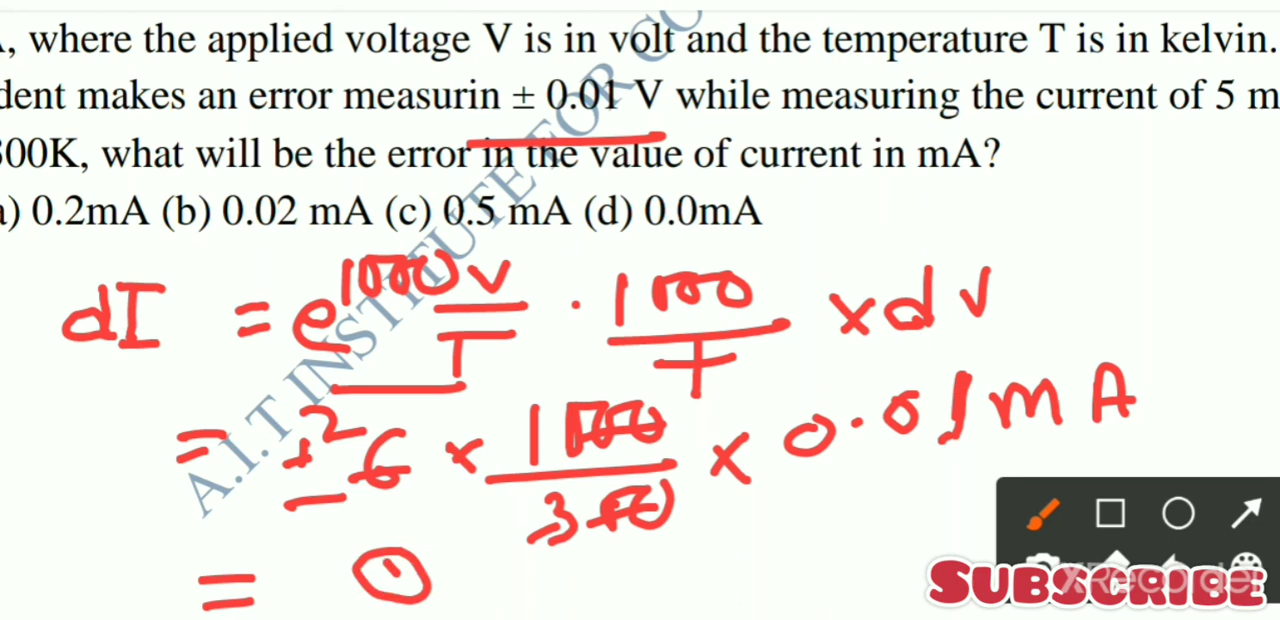 , where the applied voltage V is in volt and the temperature T is in kelvin.
dent makes an error measurin ± 0.01 V while measuring the current of 5 m
300K, what will be the error in the value of current in mA?
a) 0.2mA (b) 0.02 mA (c) 0.5 mA (d) 0.0mA
dI = e^1000V/T · 1000/T × dV
= ± 6 × 1000/300 × 0.01 mA
= 0
A.I.T INSTITUTE FOR CO
SUBSCRIBE